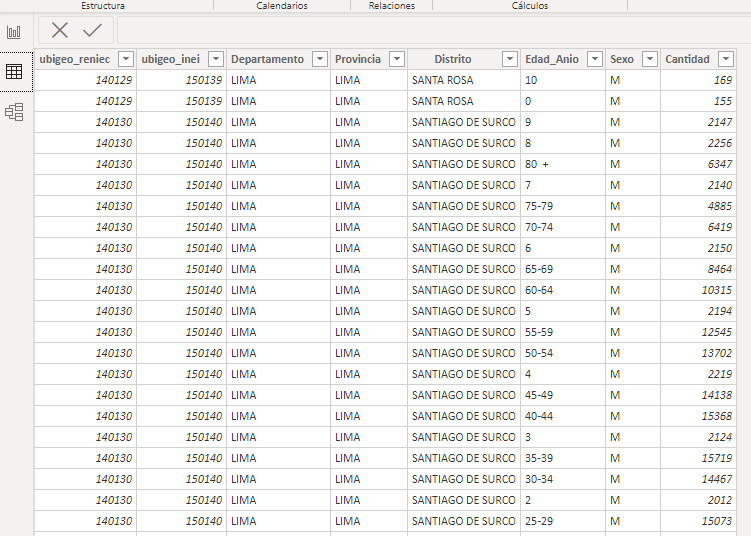 Estructura Calendarios Relaciones Cálculos
ubigeo_reniec ubigeo_inei Departamento Provincia Distrito Edad_Anio Sexo Cantidad
140129 150139 LIMA LIMA SANTA ROSA 10 M 169
140129 150139 LIMA LIMA SANTA ROSA 0 M 155
140130 150140 LIMA LIMA SANTIAGO DE SURCO 9 M 2147
140130 150140 LIMA LIMA SANTIAGO DE SURCO 8 M 2256
140130 150140 LIMA LIMA SANTIAGO DE SURCO 80 + M 6347
140130 150140 LIMA LIMA SANTIAGO DE SURCO 7 M 2140
140130 150140 LIMA LIMA SANTIAGO DE SURCO 75-79 M 4885
140130 150140 LIMA LIMA SANTIAGO DE SURCO 70-74 M 6419
140130 150140 LIMA LIMA SANTIAGO DE SURCO 6 M 2150
140130 150140 LIMA LIMA SANTIAGO DE SURCO 65-69 M 8464
140130 150140 LIMA LIMA SANTIAGO DE SURCO 60-64 M 10315
140130 150140 LIMA LIMA SANTIAGO DE SURCO 5 M 2194
140130 150140 LIMA LIMA SANTIAGO DE SURCO 55-59 M 12545
140130 150140 LIMA LIMA SANTIAGO DE SURCO 50-54 M 13702
140130 150140 LIMA LIMA SANTIAGO DE SURCO 4 M 2219
140130 150140 LIMA LIMA SANTIAGO DE SURCO 45-49 M 14138
140130 150140 LIMA LIMA SANTIAGO DE SURCO 40-44 M 15368
140130 150140 LIMA LIMA SANTIAGO DE SURCO 3 M 2124
140130 150140 LIMA LIMA SANTIAGO DE SURCO 35-39 M 15719
140130 150140 LIMA LIMA SANTIAGO DE SURCO 30-34 M 14467
140130 150140 LIMA LIMA SANTIAGO DE SURCO 2 M 2012
140130 150140 LIMA LIMA SANTIAGO DE SURCO 25-29 M 15073